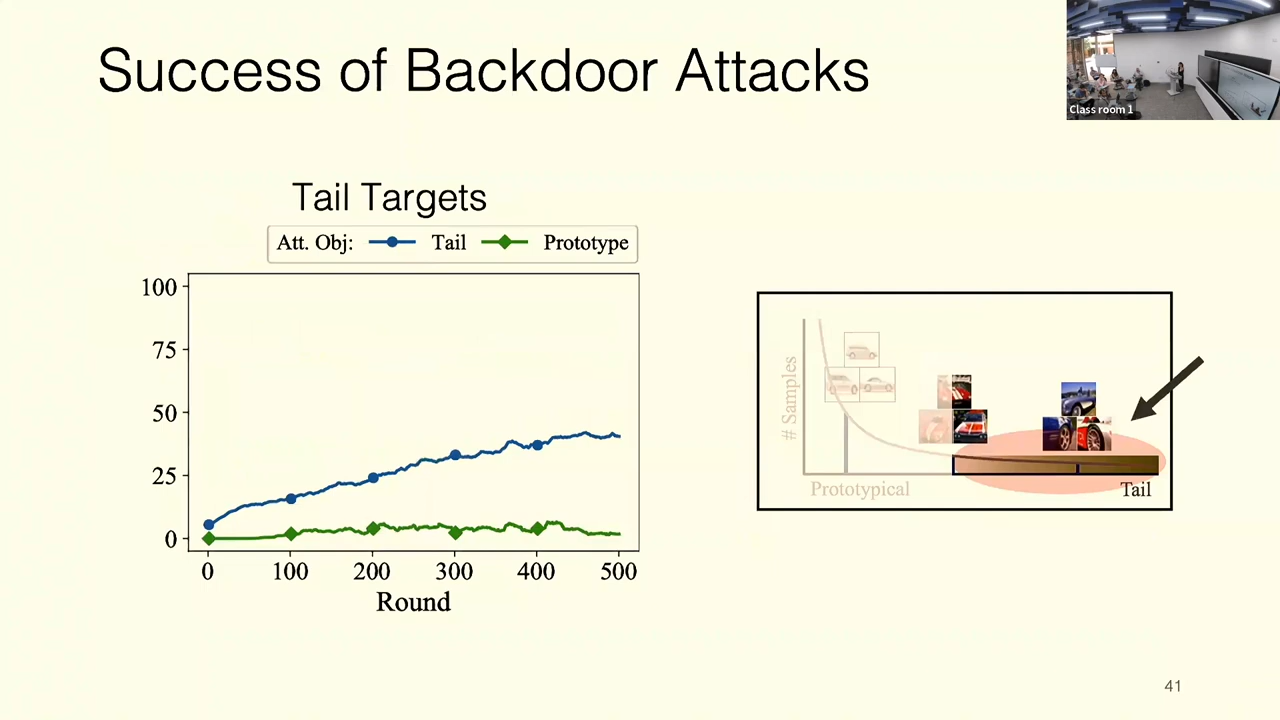 Success of Backdoor Attacks
Class room 1
Tail Targets
Att. Obj: Tail Prototype
100
75
50
25
0
0 100 200 300 400 500
Round
# Samples
Prototypical Tail
41